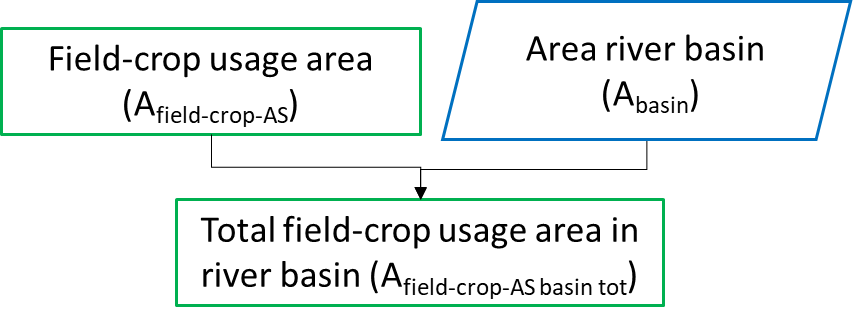 Field-crop usage area
(Afield-crop-AS)
Area river basin
(Abasin)
Total field-crop usage area in
river basin (Afield-crop-AS basin tot)